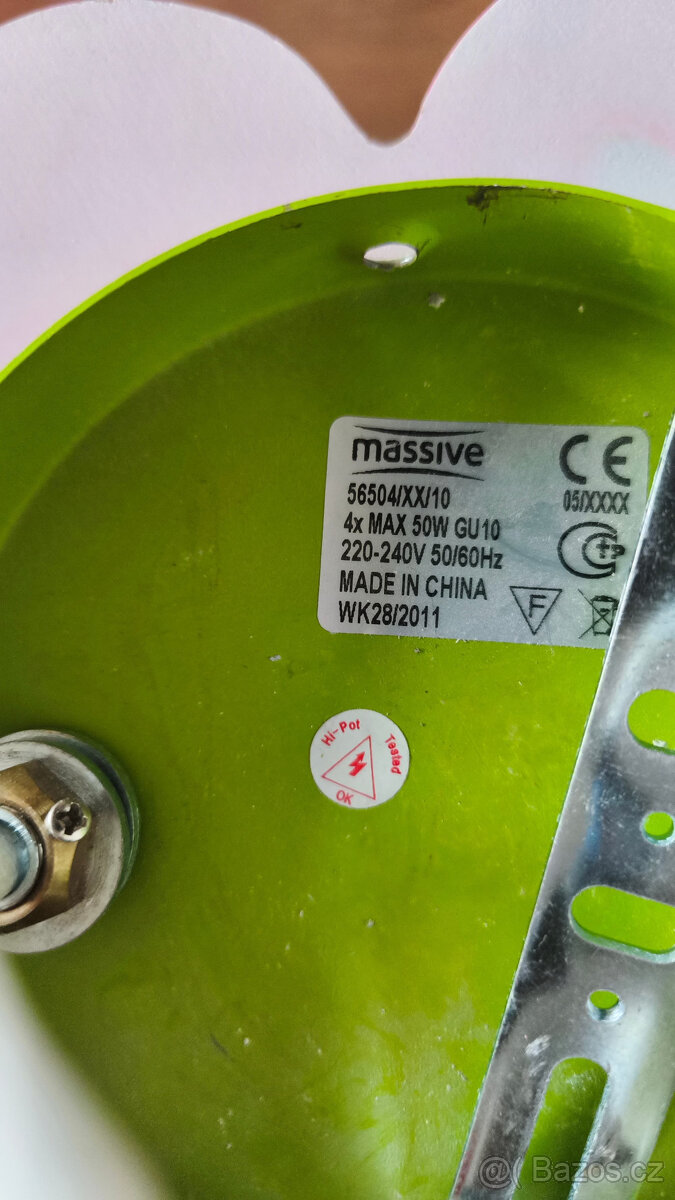 massive
CE
56504/XX/10
05/XXXX
4x MAX 50W GU10
220-240V 50/60Hz
MADE IN CHINA
F
WK28/2011
Hi-Pot
Tested
OK
@( Bazos.cz